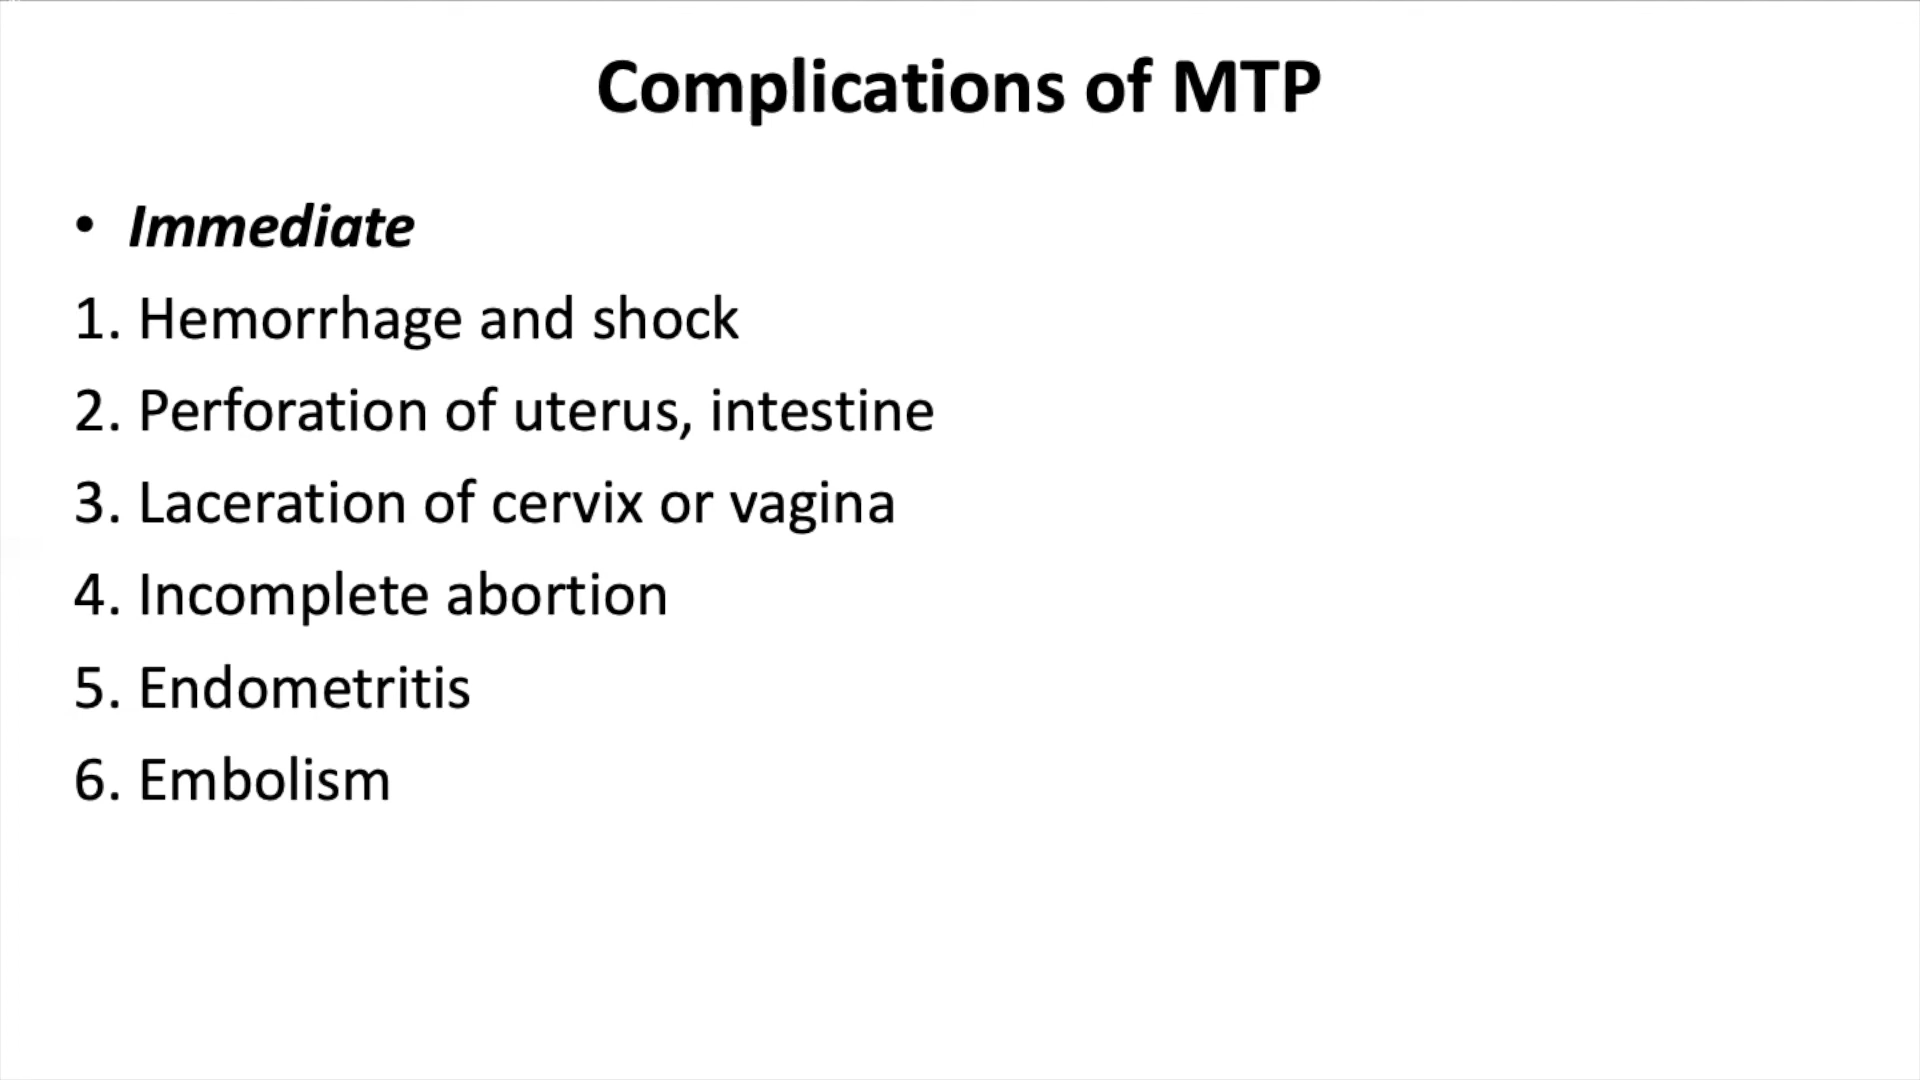 Complications of MTP
• Immediate
1. Hemorrhage and shock
2. Perforation of uterus, intestine
3. Laceration of cervix or vagina
4. Incomplete abortion
5. Endometritis
6. Embolism